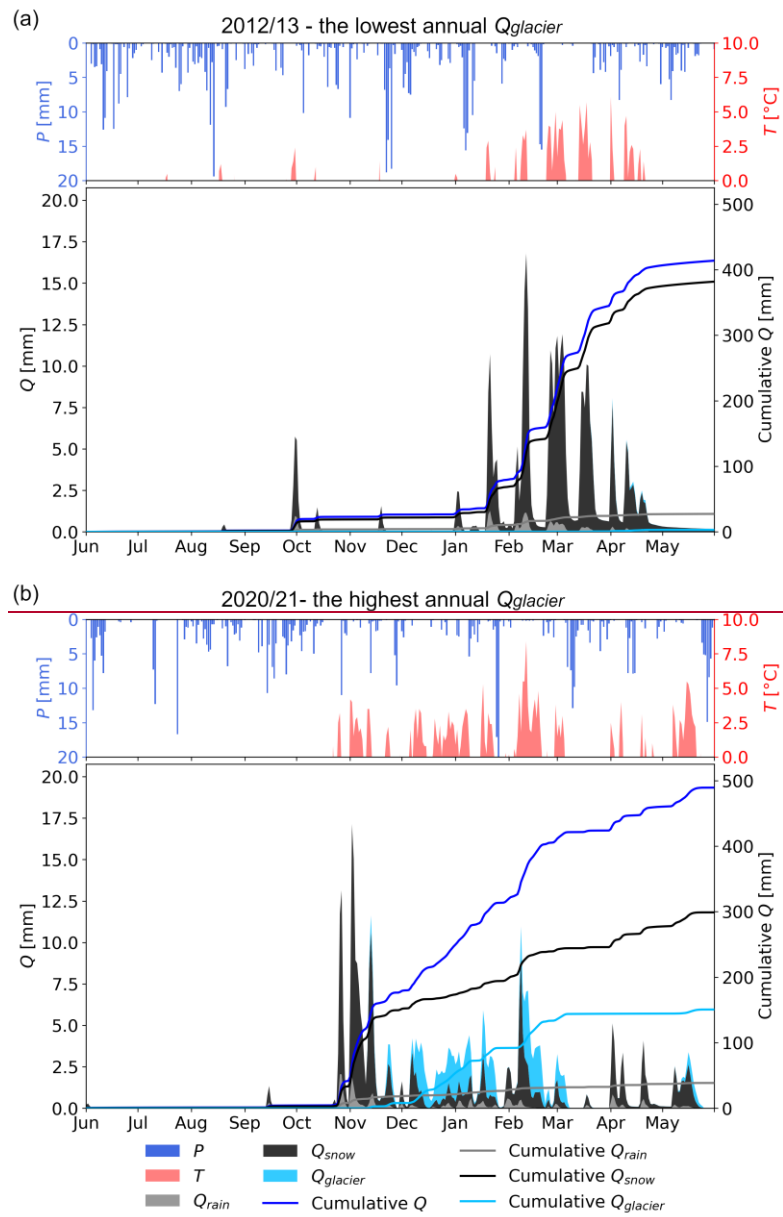 (a)
2012/13 - the lowest annual Qglacier
0
5
10
15
20
P [mm]
10.0
7.5
5.0
2.5
0.0
T [°C]
20.0
17.5
15.0
12.5
10.0
7.5
5.0
2.5
0.0
Q [mm]
500
400
300
200
100
0
Cumulative Q [mm]
Jun Jul Aug Sep Oct Nov Dec Jan Feb Mar Apr May
(b)
2020/21- the highest annual Qglacier
0
5
10
15
20
P [mm]
10.0
7.5
5.0
2.5
0.0
T [°C]
20.0
17.5
15.0
12.5
10.0
7.5
5.0
2.5
0.0
Q [mm]
500
400
300
200
100
0
Cumulative Q [mm]
Jun Jul Aug Sep Oct Nov Dec Jan Feb Mar Apr May
P Qsnow Cumulative Qrain
T Qglacier Cumulative Qsnow
Qrain Cumulative Q Cumulative Qglacier